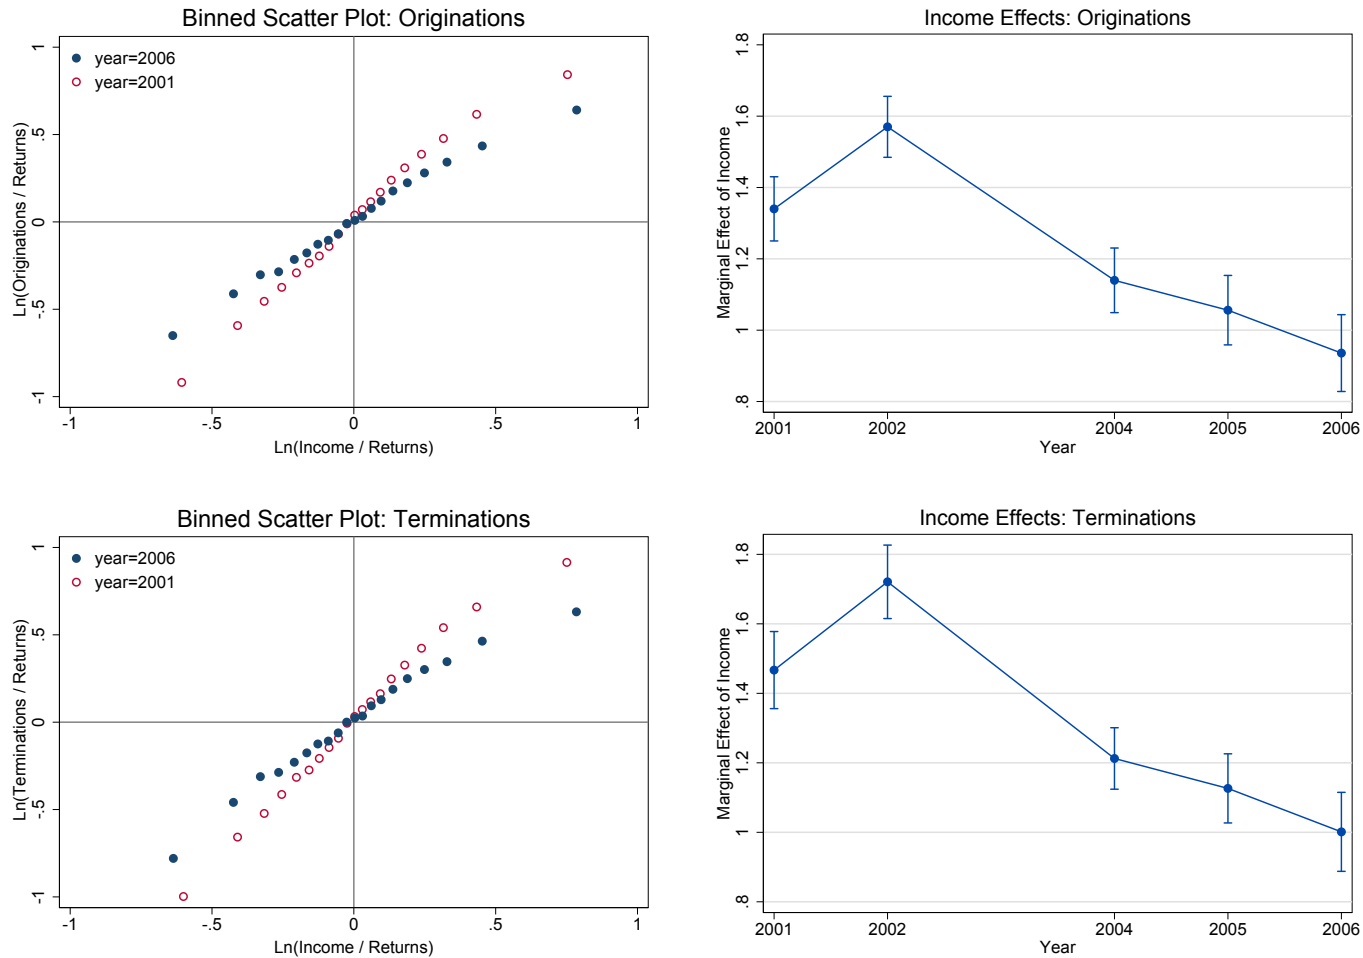 Binned Scatter Plot: Originations
year=2006
year=2001
Ln(Originations / Returns)
1
.5
0
-.5
-1
-1
-.5
0
.5
1
Ln(Income / Returns)
Income Effects: Originations
Marginal Effect of Income
1.8
1.6
1.4
1.2
1
.8
2001
2002
2004
2005
2006
Year
Binned Scatter Plot: Terminations
year=2006
year=2001
Ln(Terminations / Returns)
1
.5
0
-.5
-1
-1
-.5
0
.5
1
Ln(Income / Returns)
Income Effects: Terminations
Marginal Effect of Income
1.8
1.6
1.4
1.2
1
.8
2001
2002
2004
2005
2006
Year